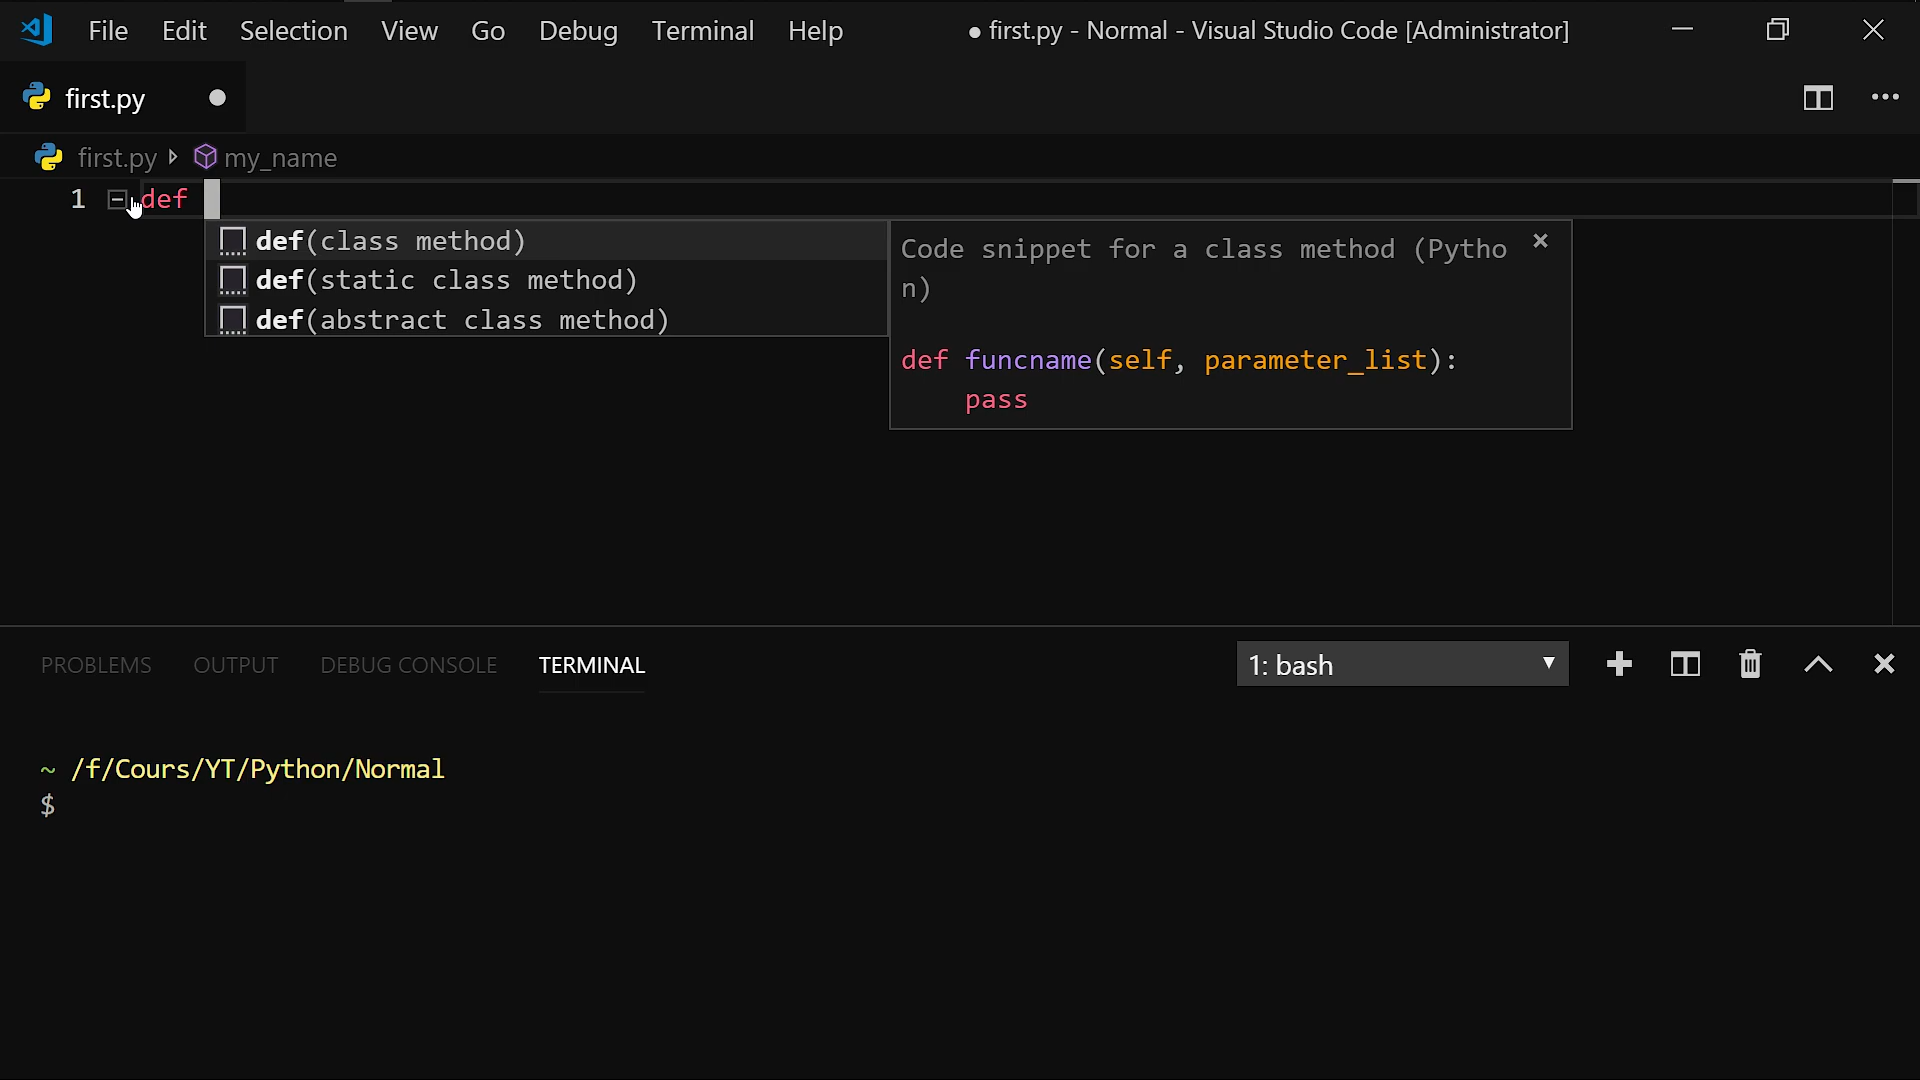 File Edit Selection View Go Debug Terminal Help ● first.py - Normal - Visual Studio Code [Administrator]
first.py
first.py my_name
1 def
def(class method)
def(static class method)
def(abstract class method)
Code snippet for a class method (Pytho
n)
def funcname(self, parameter_list):
pass
PROBLEMS OUTPUT DEBUG CONSOLE TERMINAL 1: bash
~ /f/Cours/YT/Python/Normal
$